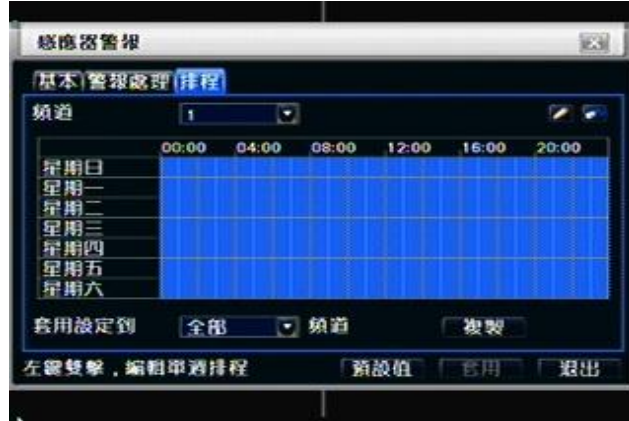 感應器警報
基本 警報處理 排程
頻道 1
00:00 04:00 08:00 12:00 16:00 20:00
星期日
星期一
星期二
星期三
星期四
星期五
星期六
套用設定到 全部 頻道 複製
左鍵雙擊，編輯單週排程 預設值 套用 退出